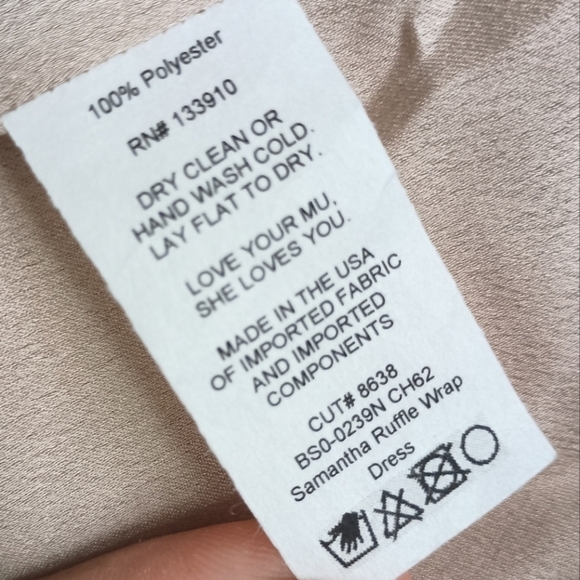 100% Polyester
RN# 133910
DRY CLEAN OR
HAND WASH COLD.
LAY FLAT TO DRY.
LOVE YOUR MU,
SHE LOVES YOU.
MADE IN THE USA
OF IMPORTED FABRIC
AND IMPORTED
COMPONENTS
CUT# 8638
BS0-0239N CH62
Samantha Ruffle Wrap
Dress